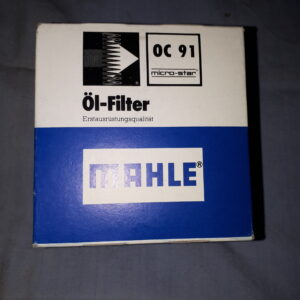 OC 91
micro-star
Öl-Filter
Erstausrüstungsqualität
MAHLE®